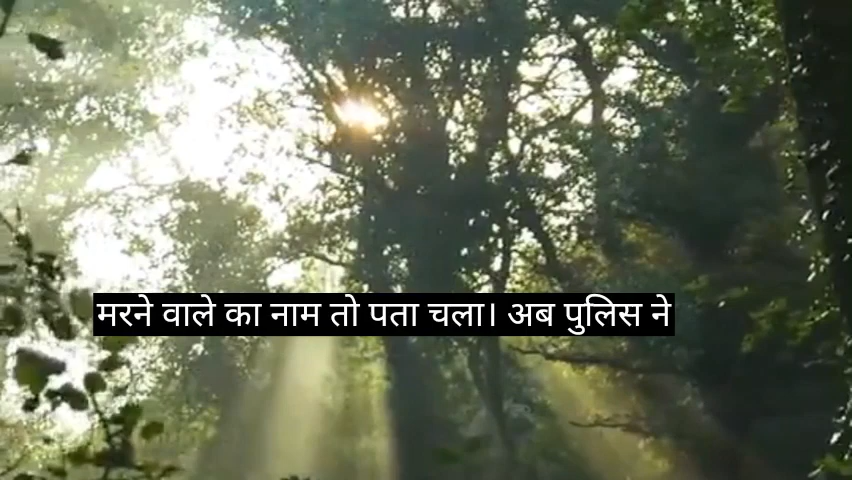 मरने वाले का नाम तो पता चला। अब पुलिस ने